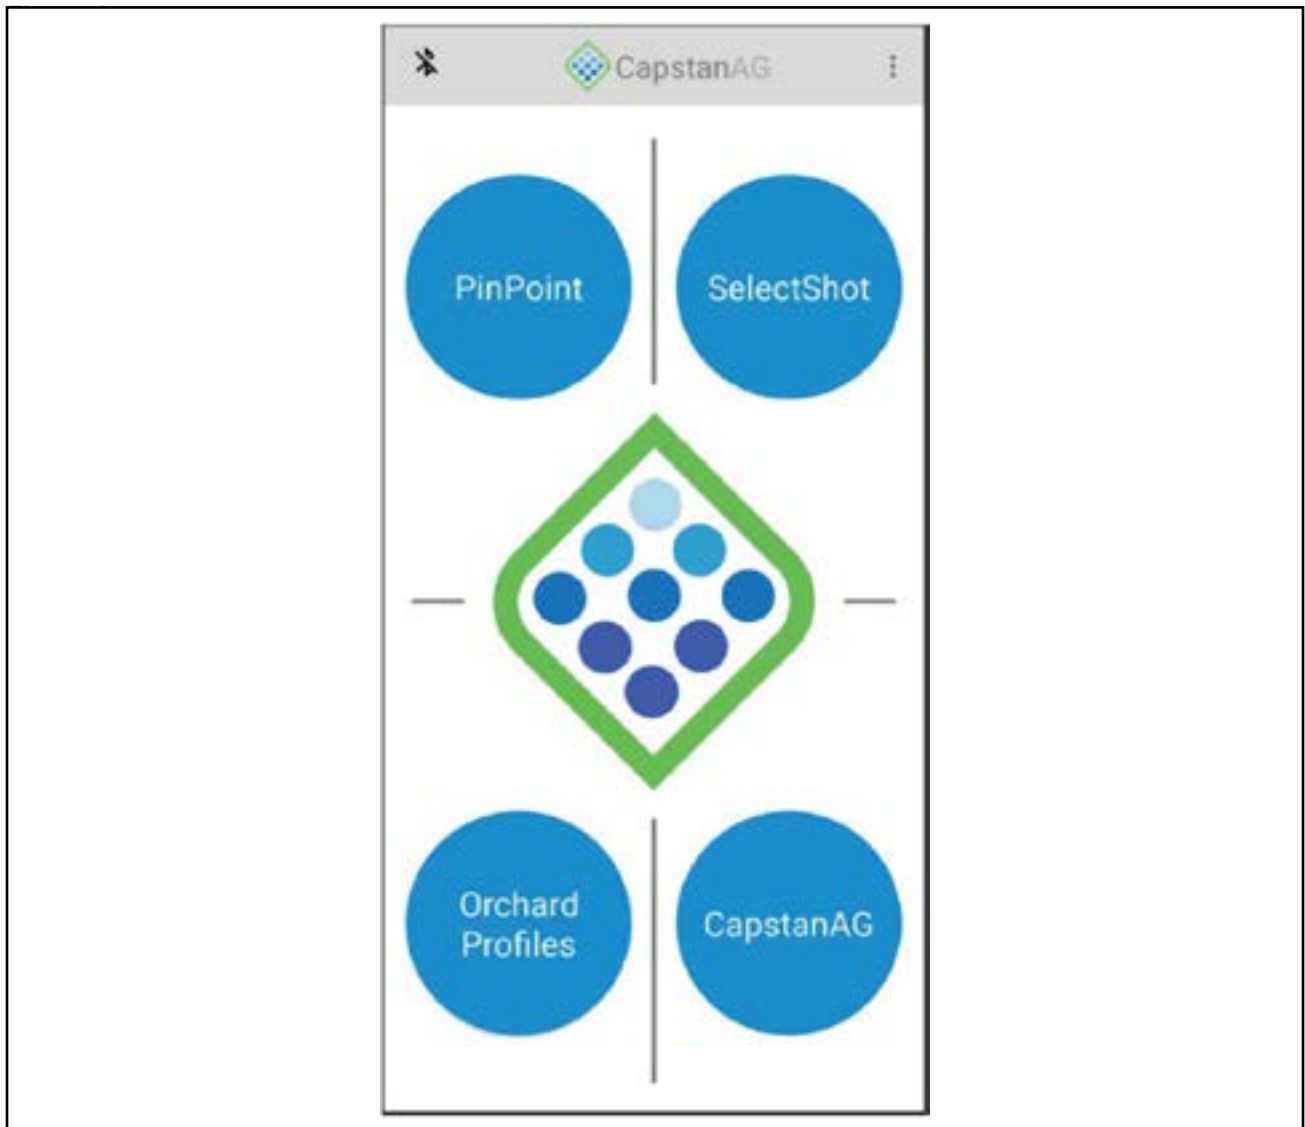 CapstanAG
PinPoint
SelectShot
Orchard
Profiles
CapstanAG